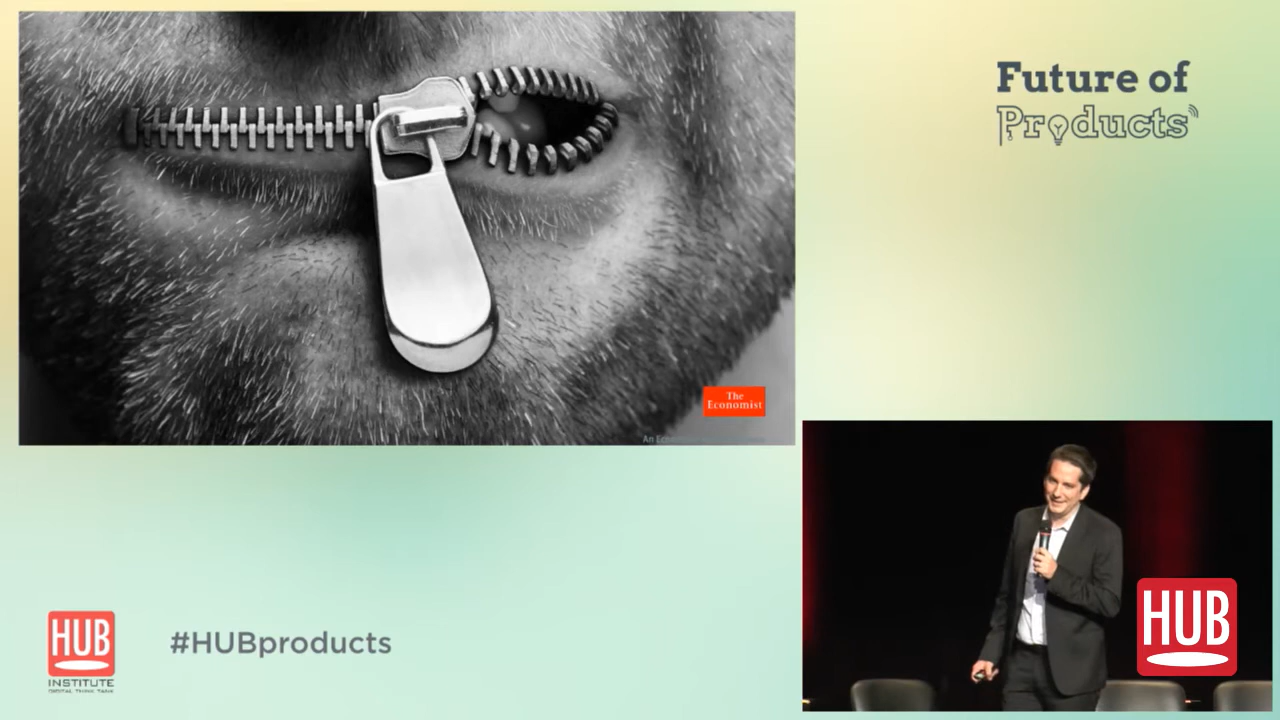 Future of
Products
The
Economist
HUB
HUB
INSTITUTE
DIGITAL THINK TANK
#HUBproducts